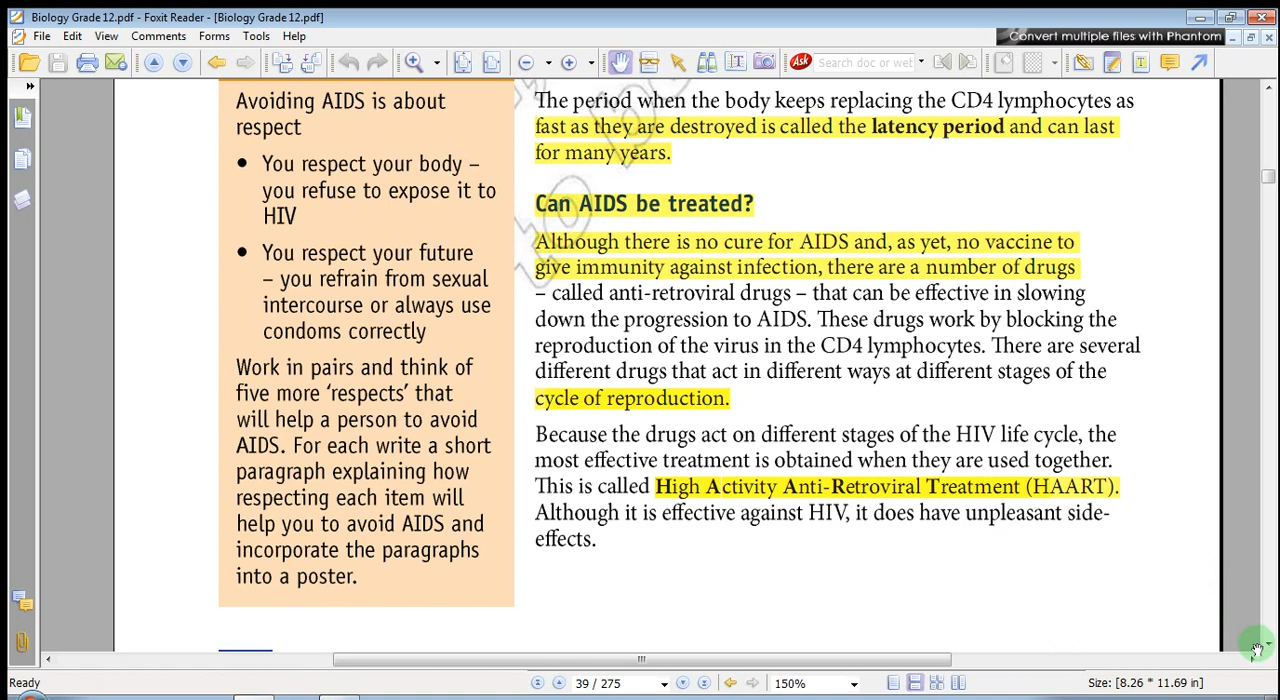 Biology Grade 12.pdf - Foxit Reader - [Biology Grade 12.pdf]
File Edit View Comments Forms Tools Help
Convert multiple files with Phantom
Ask Search doc or web
Avoiding AIDS is about
respect
• You respect your body –
you refuse to expose it to
HIV
• You respect your future
– you refrain from sexual
intercourse or always use
condoms correctly
Work in pairs and think of
five more ‘respects’ that
will help a person to avoid
AIDS. For each write a short
paragraph explaining how
respecting each item will
help you to avoid AIDS and
incorporate the paragraphs
into a poster.
The period when the body keeps replacing the CD4 lymphocytes as
fast as they are destroyed is called the latency period and can last
for many years.
Can AIDS be treated?
Although there is no cure for AIDS and, as yet, no vaccine to
give immunity against infection, there are a number of drugs
– called anti-retroviral drugs – that can be effective in slowing
down the progression to AIDS. These drugs work by blocking the
reproduction of the virus in the CD4 lymphocytes. There are several
different drugs that act in different ways at different stages of the
cycle of reproduction.
Because the drugs act on different stages of the HIV life cycle, the
most effective treatment is obtained when they are used together.
This is called High Activity Anti-Retroviral Treatment (HAART).
Although it is effective against HIV, it does have unpleasant side-
effects.
Ready
39 / 275
150%
Size: [8.26 * 11.69 in]